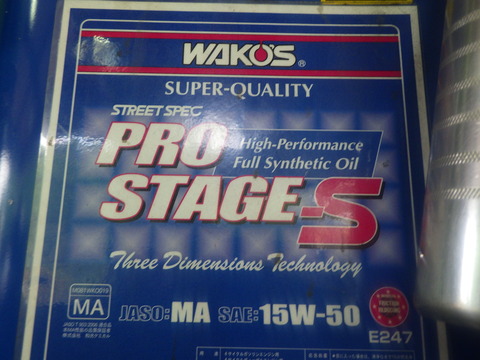 WAKO'S®
SUPER-QUALITY
STREET SPEC
PRO
STAGE-S
High-Performance
Full Synthetic Oil
Three Dimensions Technology
MA
JASO:MA SAE:15W-50
E247